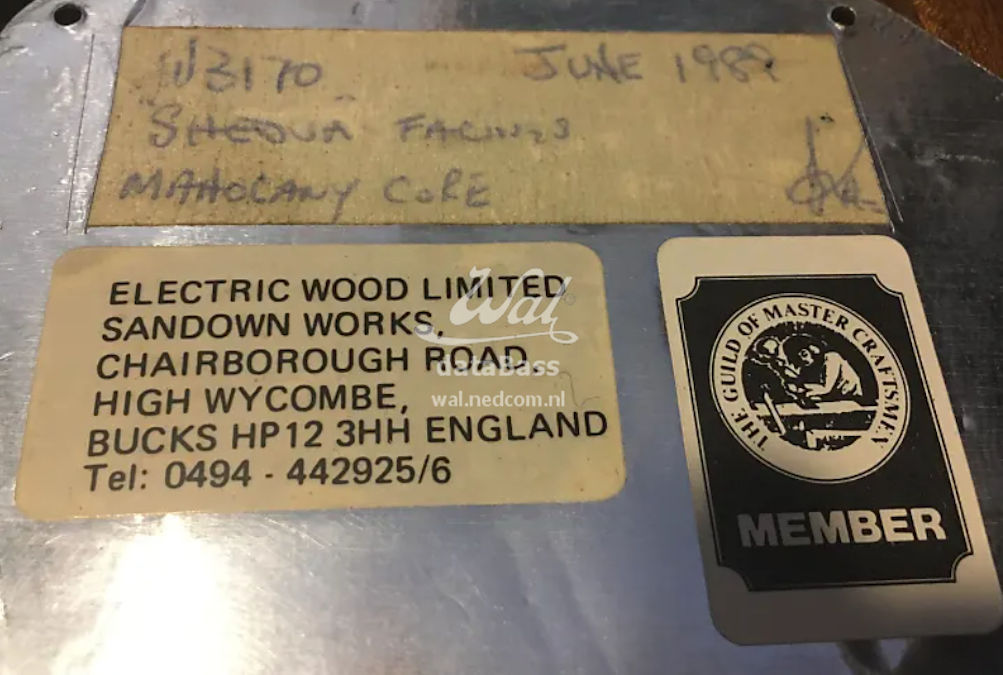 W3170 JUNE 1989
SHEDUA FACINGS
MAHOGANY CORE
ELECTRIC WOOD LIMITED
SANDOWN WORKS,
CHAIRBOROUGH ROAD,
HIGH WYCOMBE,
BUCKS HP12 3HH ENGLAND
Tel: 0494 - 442925/6
Wal
dataBass
wal.nedcom.nl
THE GUILD OF MASTER CRAFTSMEN
MEMBER